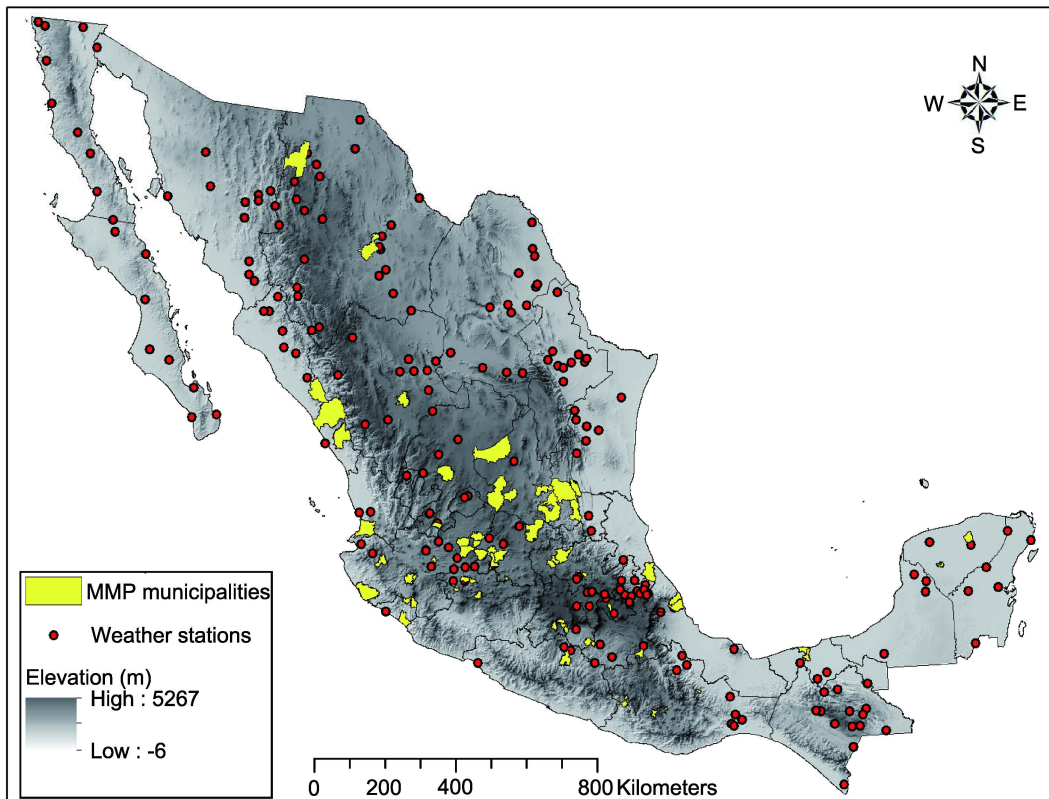 N
W E
S
MMP municipalities
Weather stations
Elevation (m)
High : 5267
Low : -6
0 200 400 800 Kilometers